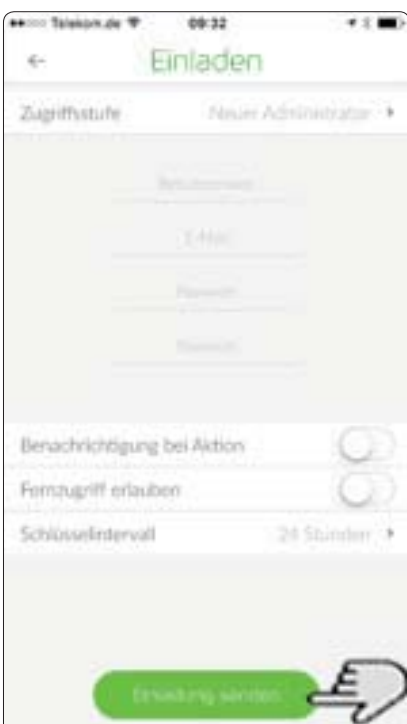 Telekom.de 09:32
Einladen
Zugriffsstufe Neuer Administrator
E-Mail
Benachrichtigung bei Aktion
Fernzugriff erlauben
Schlüsselintervall 24 Stunden
Einladung senden